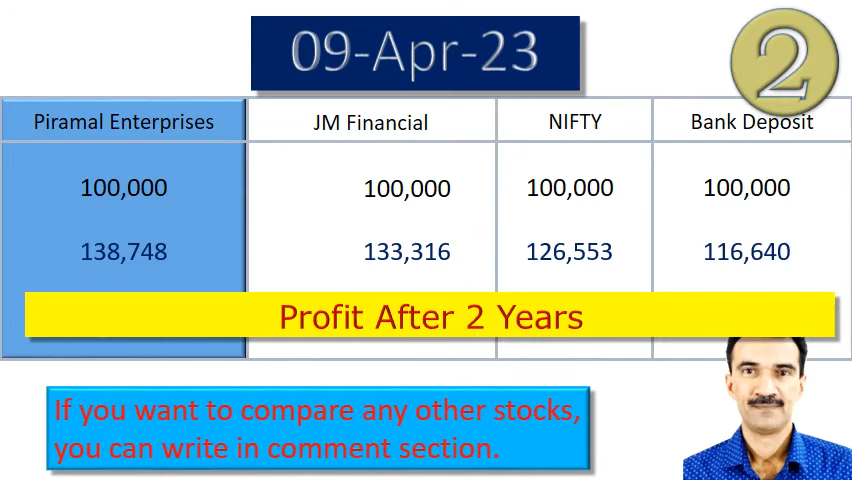 09-Apr-23
2
Piramal Enterprises JM Financial NIFTY Bank Deposit
100,000 100,000 100,000 100,000
138,748 133,316 126,553 116,640
Profit After 2 Years
If you want to compare any other stocks,
you can write in comment section.